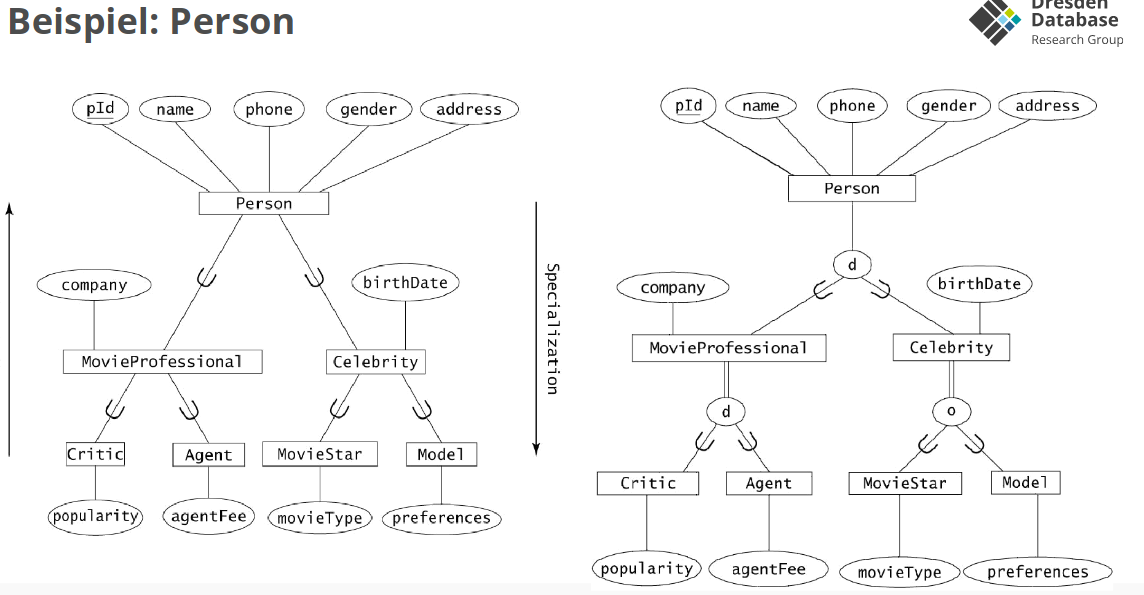 Beispiel: Person
Dresden
Database
Research Group
pId
name
phone
gender
address
Person
company
birthDate
MovieProfessional
Celebrity
Critic
Agent
MovieStar
Model
popularity
agentFee
movieType
preferences
Specialization
pId
name
phone
gender
address
Person
d
company
birthDate
MovieProfessional
Celebrity
d
o
Critic
Agent
MovieStar
Model
popularity
agentFee
movieType
preferences